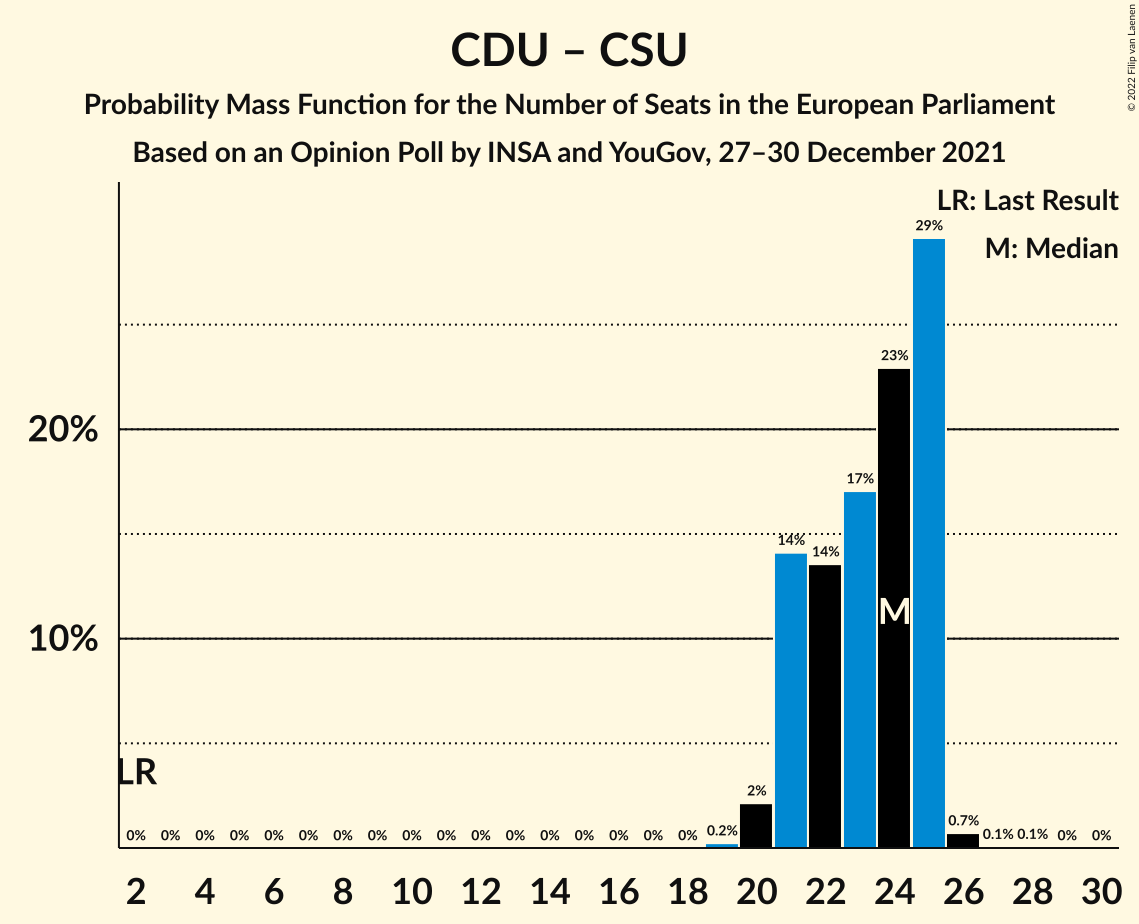 © 2022 Filip van Laenen
CDU – CSU
Probability Mass Function for the Number of Seats in the European Parliament
Based on an Opinion Poll by INSA and YouGov, 27–30 December 2021
LR: Last Result
M: Median
29%
23%
20%
17%
14%
14%
M
10%
LR
2%
0% 0% 0% 0% 0% 0% 0% 0% 0% 0% 0% 0% 0% 0% 0% 0% 0% 0.2% 0.7% 0.1% 0.1% 0% 0%
2 4 6 8 10 12 14 16 18 20 22 24 26 28 30